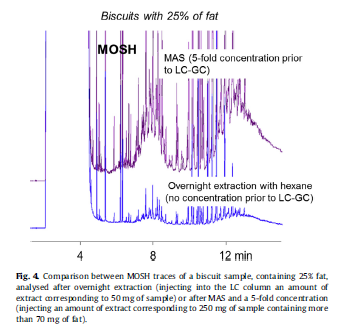 Biscuits with 25% of fat
MOSH
MAS (5-fold concentration prior
to LC-GC)
Overnight extraction with hexane
(no concentration prior to LC-GC)
4 8 12 min
Fig. 4. Comparison between MOSH traces of a biscuit sample, containing 25% fat,
analysed after overnight extraction (injecting into the LC column an amount of
extract corresponding to 50 mg of sample) or after MAS and a 5-fold concentration
(injecting an amount of extract corresponding to 250 mg of sample containing more
than 70 mg of fat).